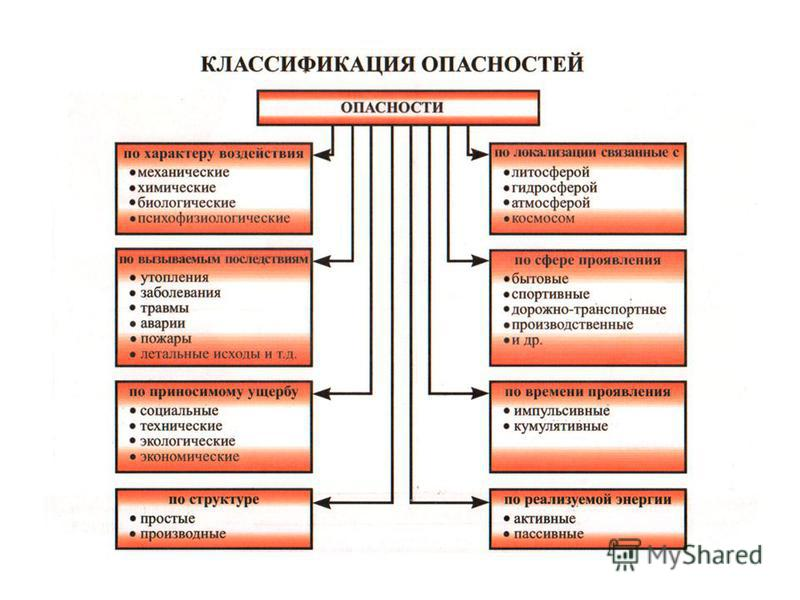 КЛАССИФИКАЦИЯ ОПАСНОСТЕЙ
ОПАСНОСТИ
по характеру воздействия
• механические
• химические
• биологические
• психофизиологические
по вызываемым последствиям
• утопления
• заболевания
• травмы
• аварии
• пожары
• летальные исходы и т.д.
по приносимому ущербу
• социальные
• технические
• экологические
• экономические
по структуре
• простые
• производные
по локализации связанные с
• литосферой
• гидросферой
• атмосферой
• космосом
по сфере проявления
• бытовые
• спортивные
• дорожно-транспортные
• производственные
• и др.
по времени проявления
• импульсивные
• кумулятивные
по реализуемой энергии
• активные
• пассивные
MyShared